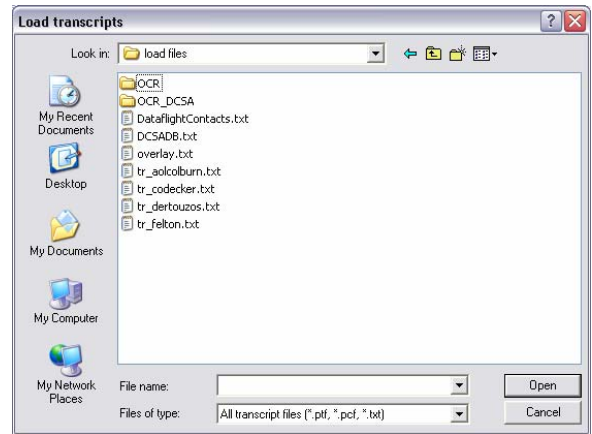 Load transcripts
Look in: load files
OCR
OCR_DCSA
DataflightContacts.txt
DCSADB.txt
overlay.txt
tr_aolcolburn.txt
tr_codecker.txt
tr_dertouzos.txt
tr_felton.txt
My Recent
Documents
Desktop
My Documents
My Computer
My Network
Places
File name:
Open
Files of type: All transcript files (*.ptf, *.pcf, *.txt)
Cancel